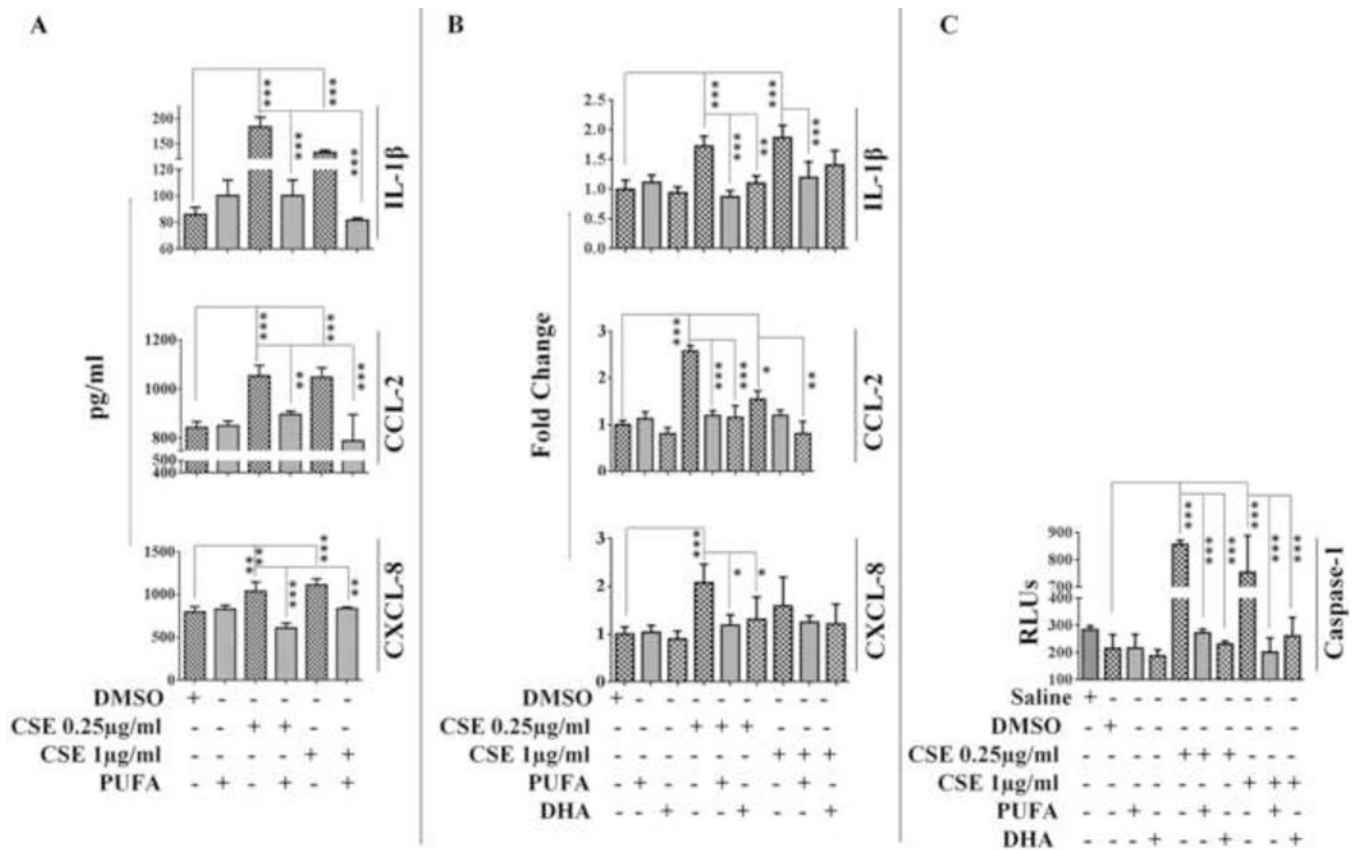 A
B
C
***
***
200
150
100
80
60
***
***
IL-1β
1200
1000
800
500
400
***
***
**
***
CCL-2
pg/ml
1500
1000
500
0
**
**
***
***
**
CXCL-8
DMSO + - - - - -
CSE 0.25µg/ml - - + + - -
CSE 1µg/ml - - - - + +
PUFA - + - + - +
2.5
2.0
1.5
1.0
0.5
0.0
***
***
**
***
***
IL-1β
3
2
1
0
***
***
***
*
**
CCL-2
Fold Change
3
2
1
0
***
*
*
CXCL-8
DMSO + - - - - - - - -
CSE 0.25µg/ml - - - + + + - - -
CSE 1µg/ml - - - - - - + + +
PUFA - + - - + - - + -
DHA - - + - - + - - +
900
800
700
400
300
200
100
RLUs
***
***
***
***
***
***
Caspase-1
Saline + - - - - - - - - -
DMSO - + - - - - - - - -
CSE 0.25µg/ml - - - - + + + - - -
CSE 1µg/ml - - - - - - - + + +
PUFA - - + - - + - - + -
DHA - - - + - - + - - +